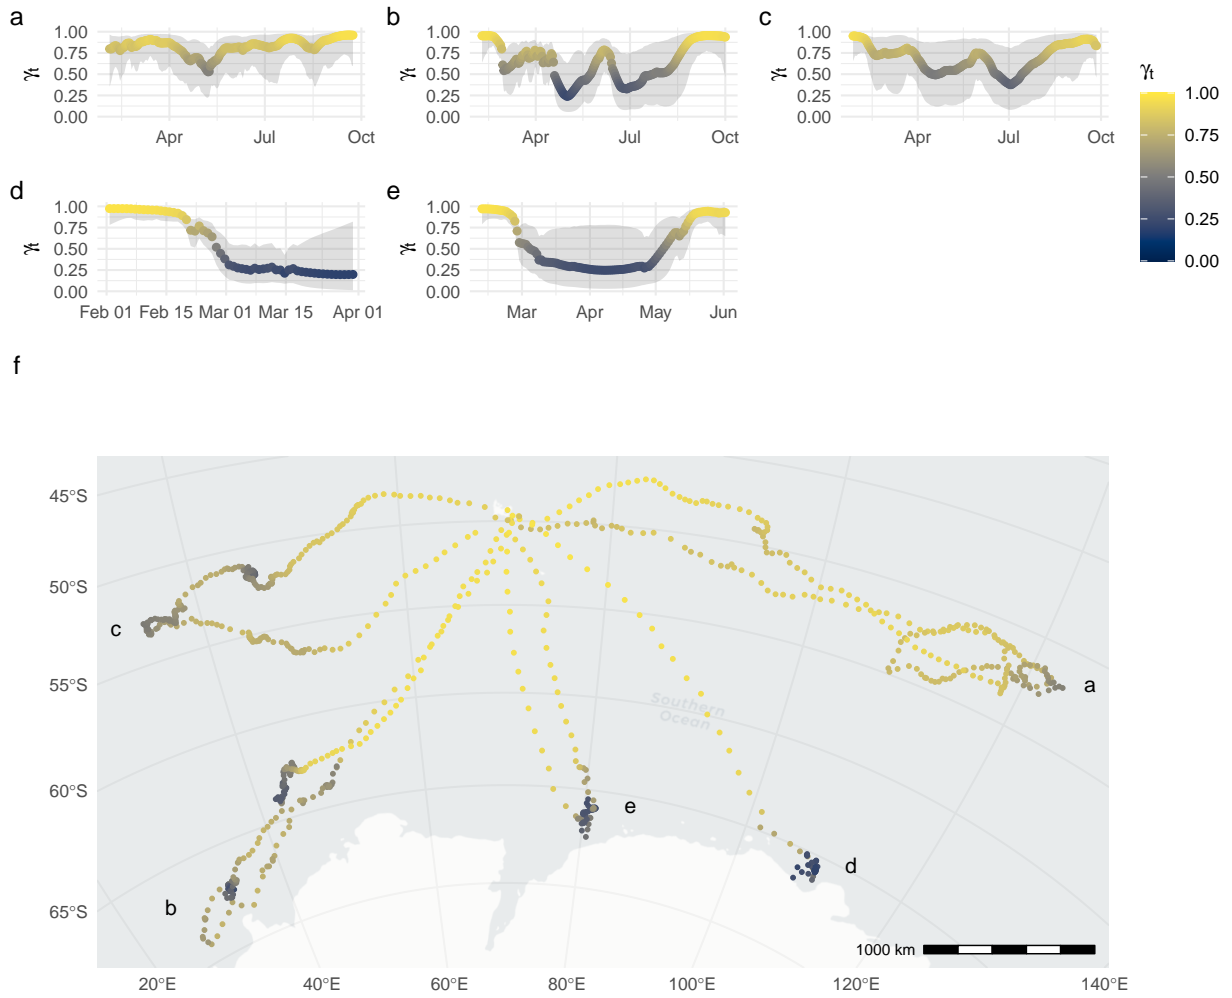 a
b
c
1.00
0.75
0.50
0.25
0.00
γt
Apr
Jul
Oct
1.00
0.75
0.50
0.25
0.00
γt
Apr
Jul
Oct
1.00
0.75
0.50
0.25
0.00
γt
Apr
Jul
Oct
γt
1.00
0.75
0.50
0.25
0.00
d
e
1.00
0.75
0.50
0.25
0.00
γt
Feb 01
Feb 15
Mar 01
Mar 15
Apr 01
1.00
0.75
0.50
0.25
0.00
γt
Mar
Apr
May
Jun
f
45°S
50°S
55°S
60°S
65°S
c
a
Southern
Ocean
e
d
b
1000 km
20°E
40°E
60°E
80°E
100°E
120°E
140°E